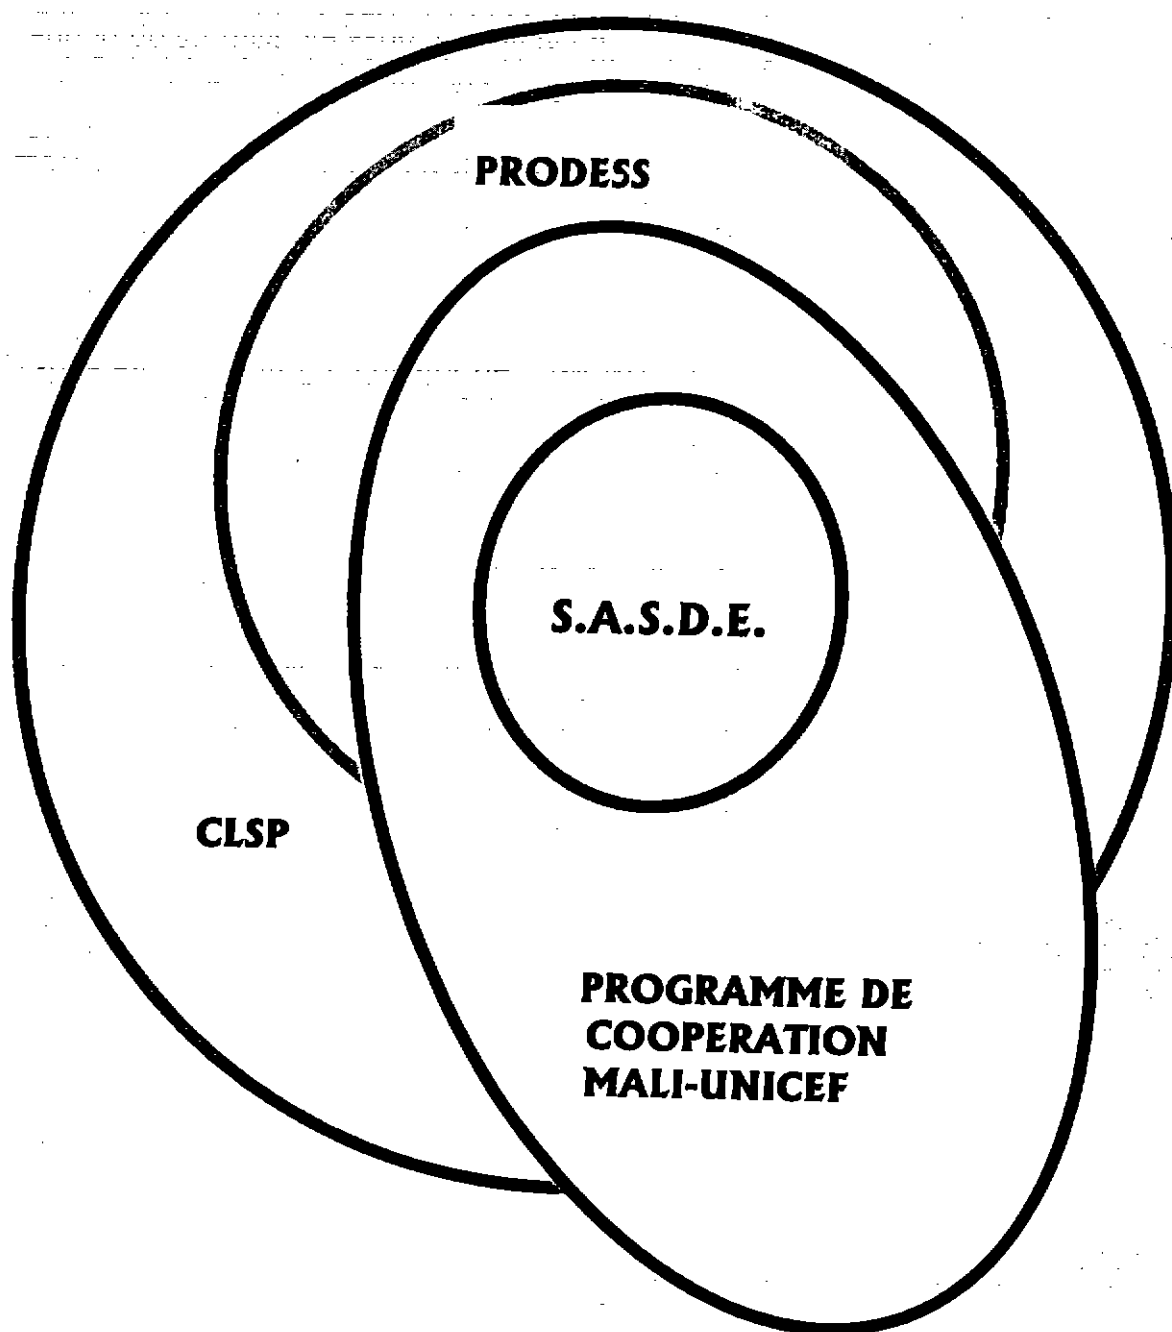 PRODESS
S.A.S.D.E.
CLSP
PROGRAMME DE
COOPERATION
MALI-UNICEF